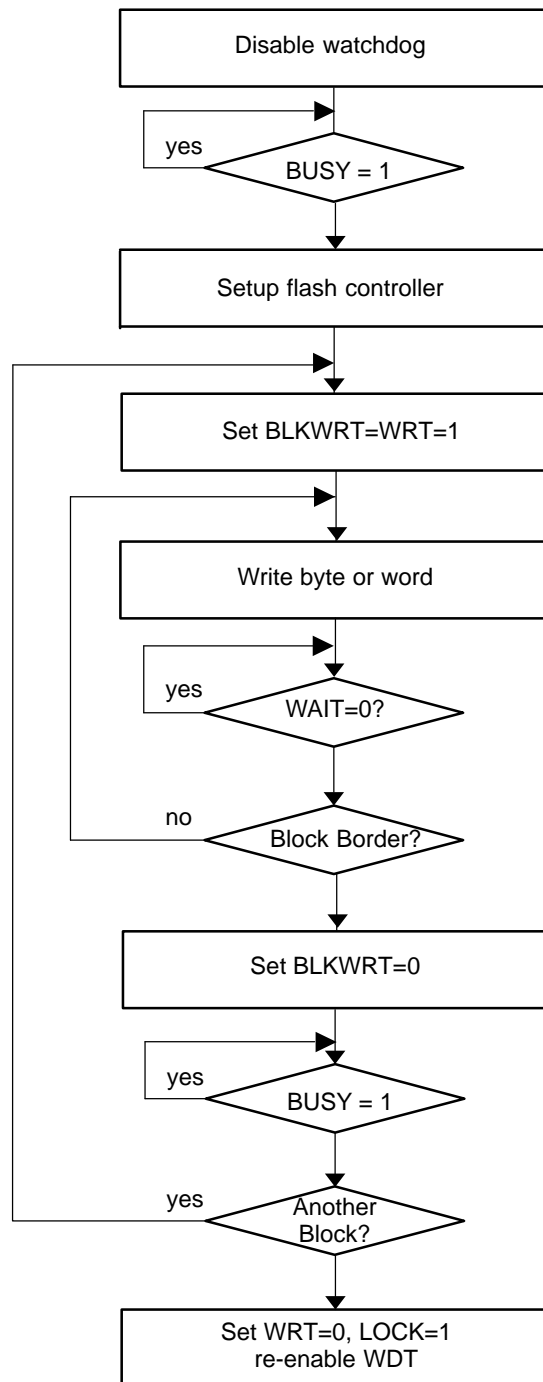 Disable watchdog
yes
BUSY = 1
Setup flash controller
Set BLKWRT=WRT=1
Write byte or word
yes
WAIT=0?
no
Block Border?
Set BLKWRT=0
yes
BUSY = 1
yes
Another
Block?
Set WRT=0, LOCK=1
re-enable WDT